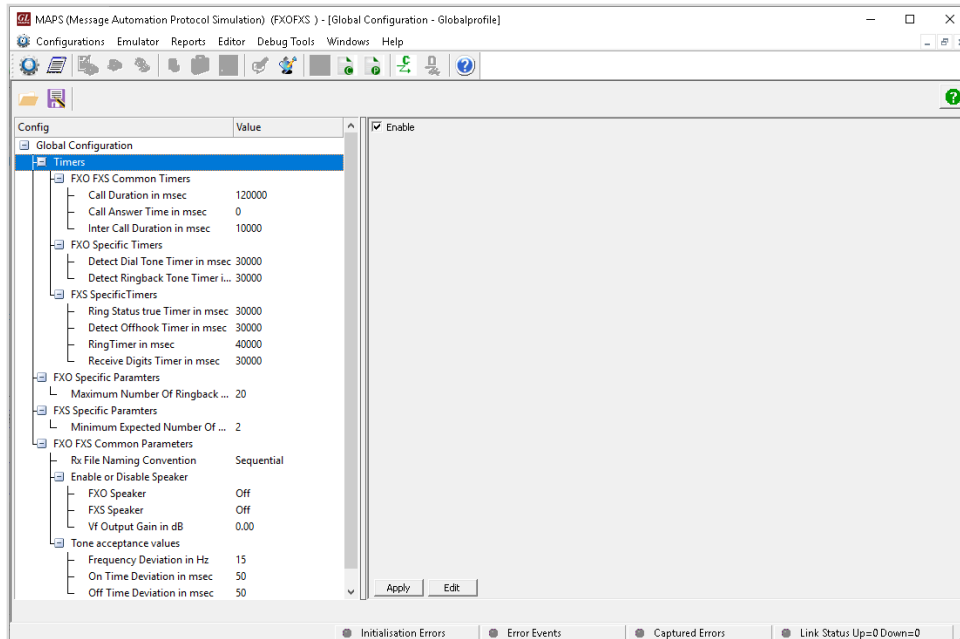 GL MAPS (Message Automation Protocol Simulation) (FXOFXS ) - [Global Configuration - Globalprofile]
Configurations Emulator Reports Editor Debug Tools Windows Help
Config Value
Enable
Global Configuration
Timers
FXO FXS Common Timers
Call Duration in msec 120000
Call Answer Time in msec 0
Inter Call Duration in msec 10000
FXO Specific Timers
Detect Dial Tone Timer in msec 30000
Detect Ringback Tone Timer i... 30000
FXS SpecificTimers
Ring Status true Timer in msec 30000
Detect Offhook Timer in msec 30000
RingTimer in msec 40000
Receive Digits Timer in msec 30000
FXO Specific Paramters
Maximum Number Of Ringback ... 20
FXS Specific Paramters
Minimum Expected Number Of ... 2
FXO FXS Common Parameters
Rx File Naming Convention Sequential
Enable or Disable Speaker
FXO Speaker Off
FXS Speaker Off
Vf Output Gain in dB 0.00
Tone acceptance values
Frequency Deviation in Hz 15
On Time Deviation in msec 50
Off Time Deviation in msec 50
Apply Edit
Initialisation Errors Error Events Captured Errors Link Status Up=0 Down=0